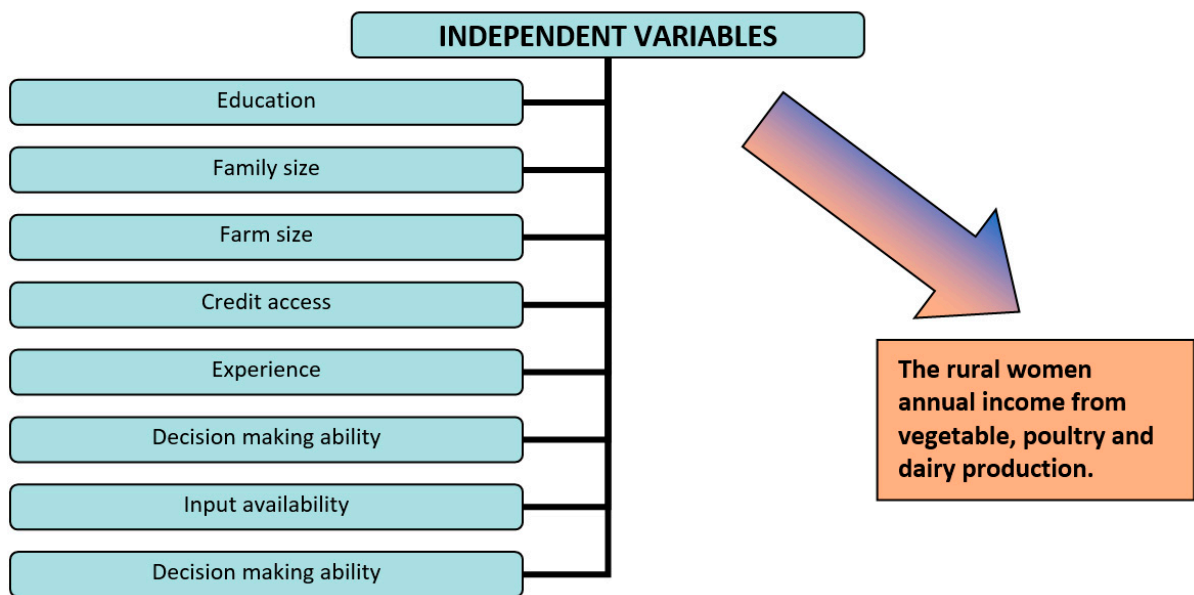 INDEPENDENT VARIABLES
Education
Family size
Farm size
Credit access
Experience
Decision making ability
Input availability
Decision making ability
The rural women
annual income from
vegetable, poultry and
dairy production.